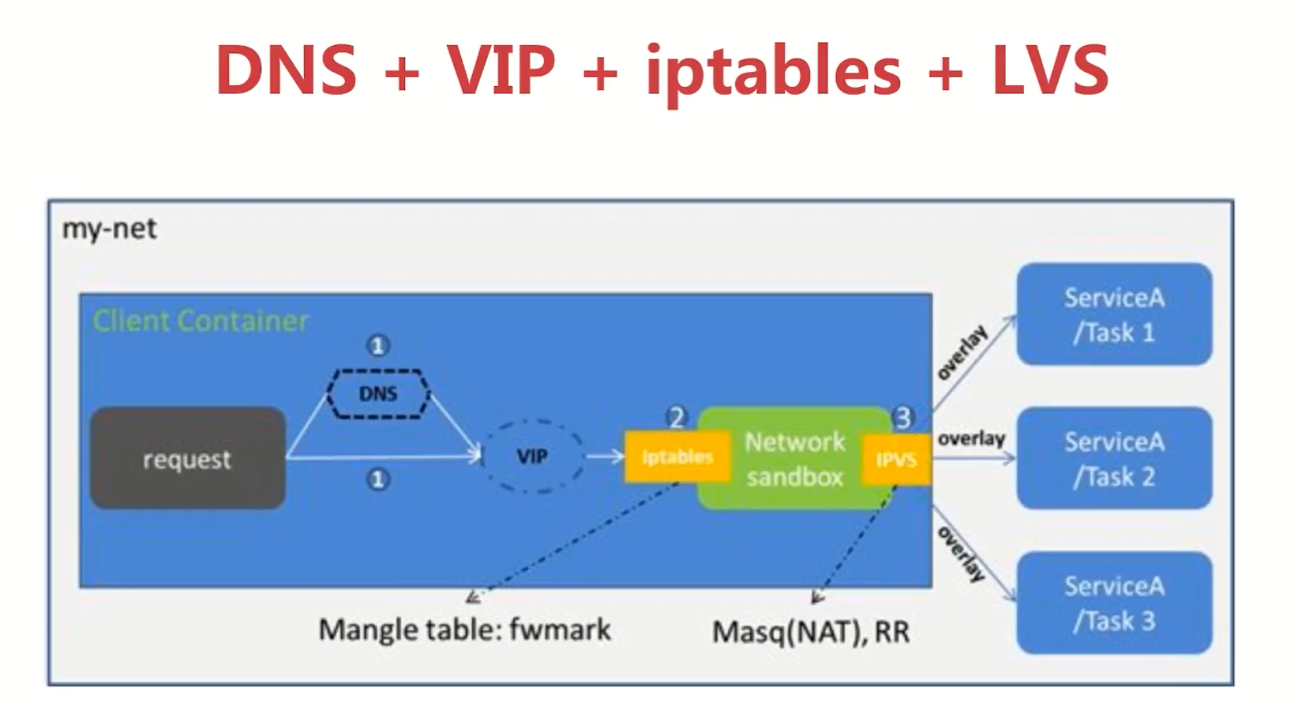 DNS + VIP + iptables + LVS
my-net
Client Container
1
DNS
request
1
VIP
2
Iptables
Network
sandbox
3
IPVS
overlay
overlay
overlay
ServiceA
/Task 1
ServiceA
/Task 2
ServiceA
/Task 3
Mangle table: fwmark
Masq(NAT), RR